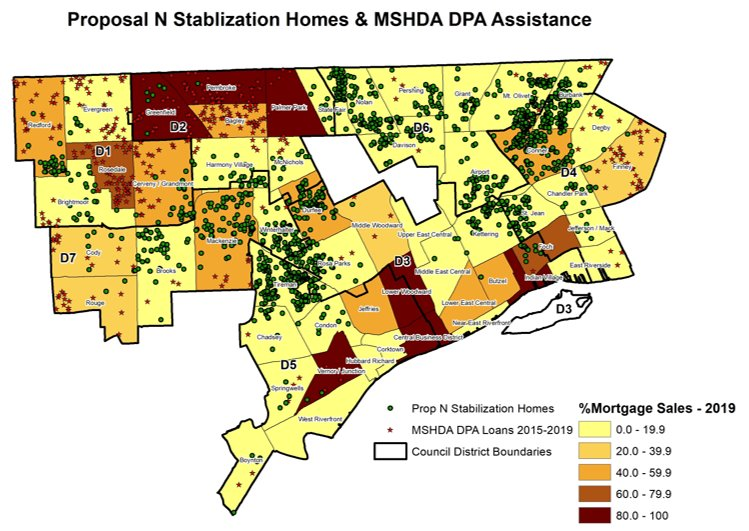 Proposal N Stablization Homes & MSHDA DPA Assistance
Pershing
Grant
Nolan
State Fair
Mt. Olivet
Burbank
Pembroke
Palmer Park
Greenfield
Bagley
D2
Evergreen
Redford
D6
Davison
Degby
Conner
Finney
D4
D1
Rosedale
Cerveny / Grandmont
Harmony Village
McNichols
Airport
Chandler Park
Brightmoor
Durfee
St. Jean
Jefferson / Mack
Kettering
Middle Woodward
Upper East Central
Winterhalter
Mackenzie
D7
Cody
Brooks
Rosa Parks
D3
Middle East Central
Foch
Indian Village
East Riverside
Tireman
Butzel
Lower Woodward
Rouge
Jeffries
Lower East Central
D3
Near East Riverfront
Condon
Chadsey
Central Business District
Corktown
Hubbard Richard
D5
Vernor / Junction
Springwells
West Riverfront
Boynton
Prop N Stabilization Homes
MSHDA DPA Loans 2015-2019
Council District Boundaries
%Mortgage Sales - 2019
0.0 - 19.9
20.0 - 39.9
40.0 - 59.9
60.0 - 79.9
80.0 - 100